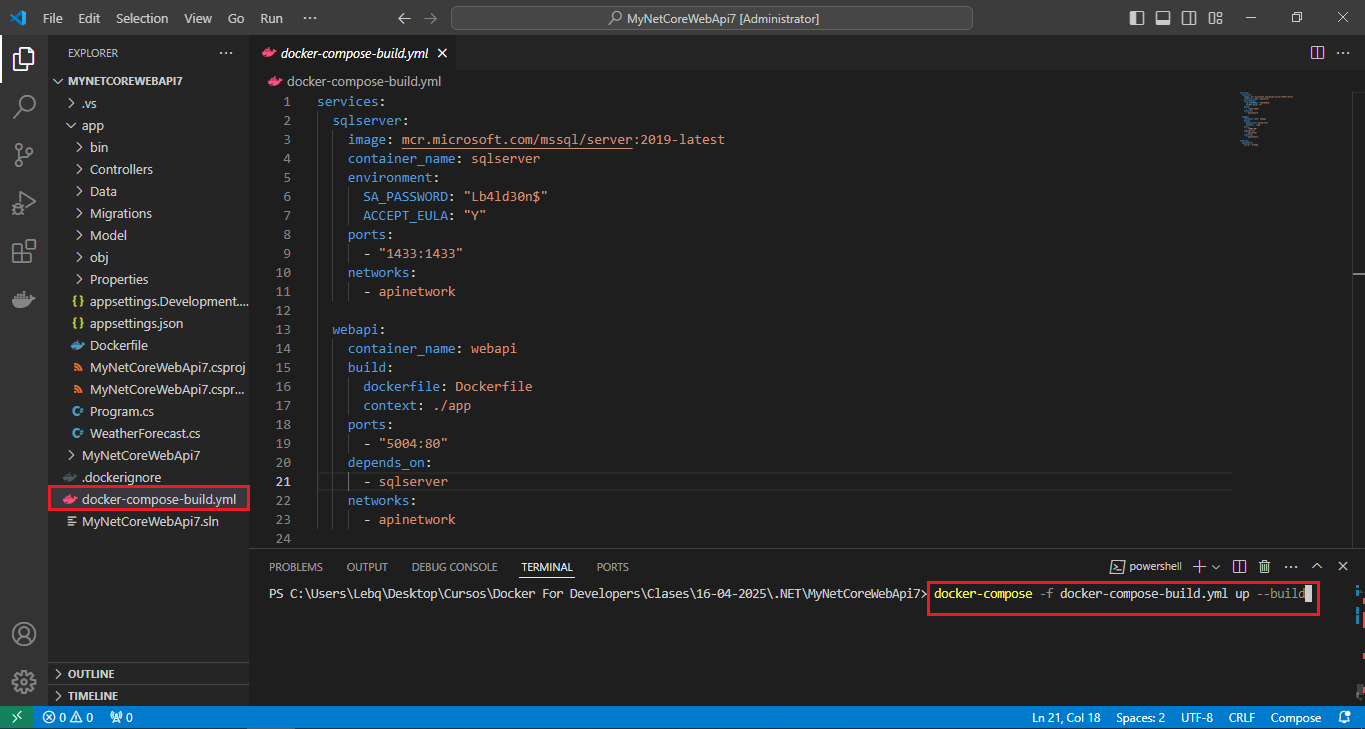 File Edit Selection View Go Run ··· MyNetCoreWebApi7 [Administrator]
EXPLORER ···
MYNETCOREWEBAPI7
.vs
app
bin
Controllers
Data
Migrations
Model
obj
Properties
{} appsettings.Development....
{} appsettings.json
Dockerfile
MyNetCoreWebApi7.csproj
MyNetCoreWebApi7.cspr...
C# Program.cs
C# WeatherForecast.cs
MyNetCoreWebApi7
.dockerignore
docker-compose-build.yml
MyNetCoreWebApi7.sln
OUTLINE
TIMELINE
docker-compose-build.yml
docker-compose-build.yml
1 services:
2 sqlserver:
3 image: mcr.microsoft.com/mssql/server:2019-latest
4 container_name: sqlserver
5 environment:
6 SA_PASSWORD: "Lb4ld30n$"
7 ACCEPT_EULA: "Y"
8 ports:
9 - "1433:1433"
10 networks:
11 - apinetwork
12
13 webapi:
14 container_name: webapi
15 build:
16 dockerfile: Dockerfile
17 context: ./app
18 ports:
19 - "5004:80"
20 depends_on:
21 - sqlserver
22 networks:
23 - apinetwork
24
PROBLEMS OUTPUT DEBUG CONSOLE TERMINAL PORTS powershell ···
PS C:\Users\Lebq\Desktop\Cursos\Docker For Developers\Clases\16-04-2025\.NET\MyNetCoreWebApi7> docker-compose -f docker-compose-build.yml up --build
0 0 0 Ln 21, Col 18 Spaces: 2 UTF-8 CRLF Compose